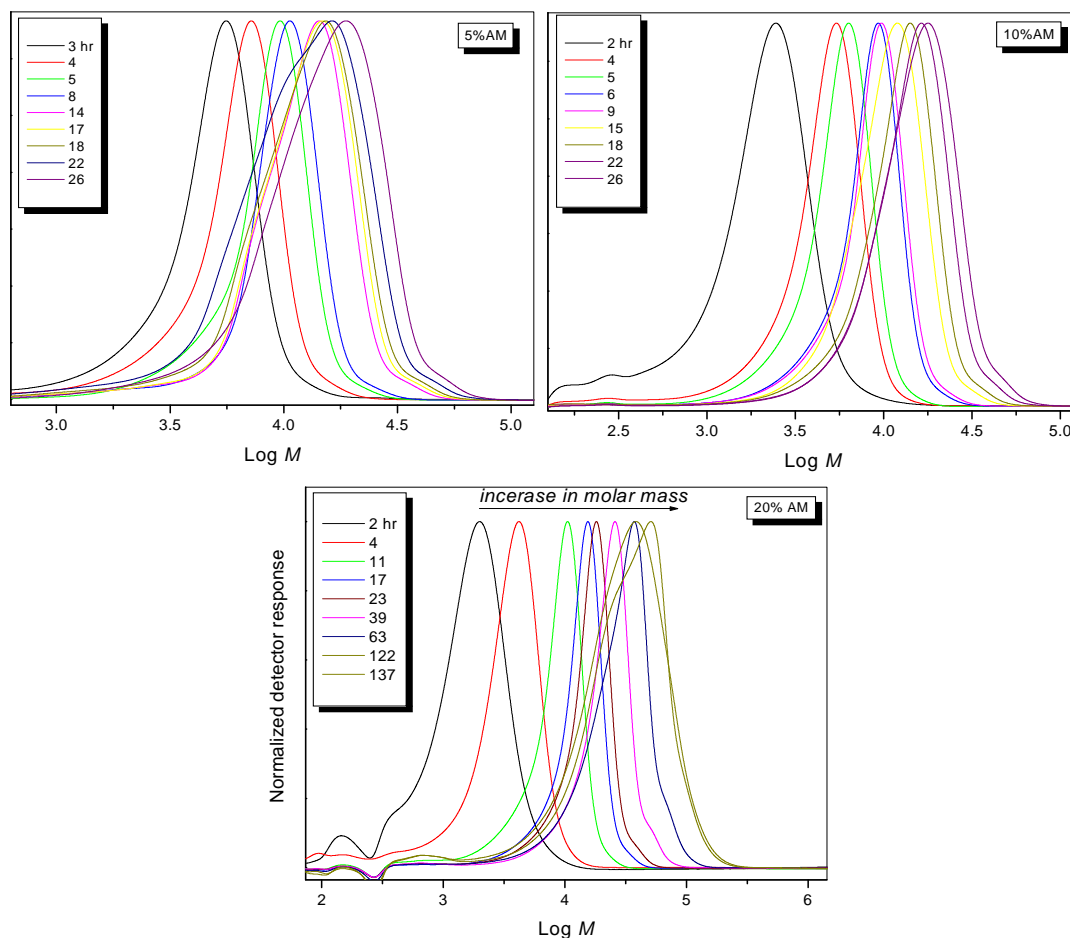 5%AM
3 hr
4
5
8
14
17
18
22
26
3.0 3.5 4.0 4.5 5.0
Log M
10%AM
2 hr
4
5
6
9
15
18
22
26
2.5 3.0 3.5 4.0 4.5 5.0
Log M
incerase in molar mass
20% AM
2 hr
4
11
17
23
39
63
122
137
Normalized detector response
2 3 4 5 6
Log M